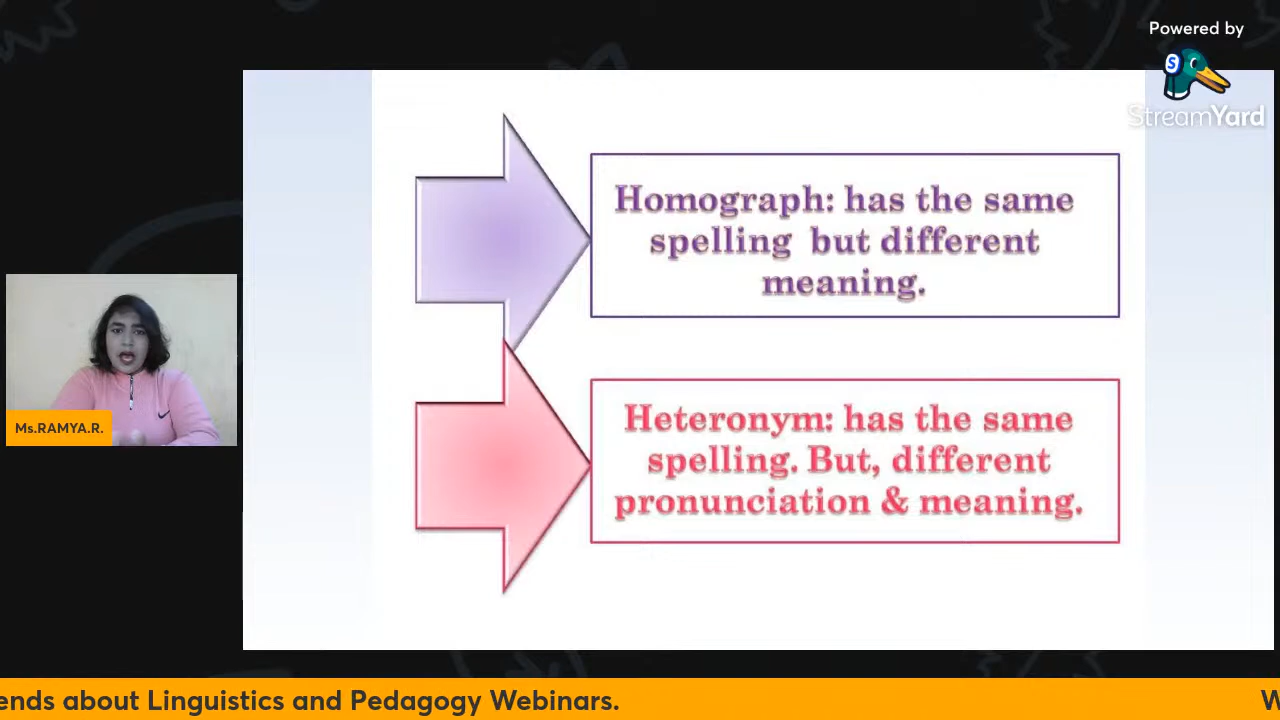 Powered by
StreamYard
Homograph: has the same
spelling but different
meaning.
Heteronym: has the same
spelling. But, different
pronunciation & meaning.
Ms.RAMYA.R.
ends about Linguistics and Pedagogy Webinars.